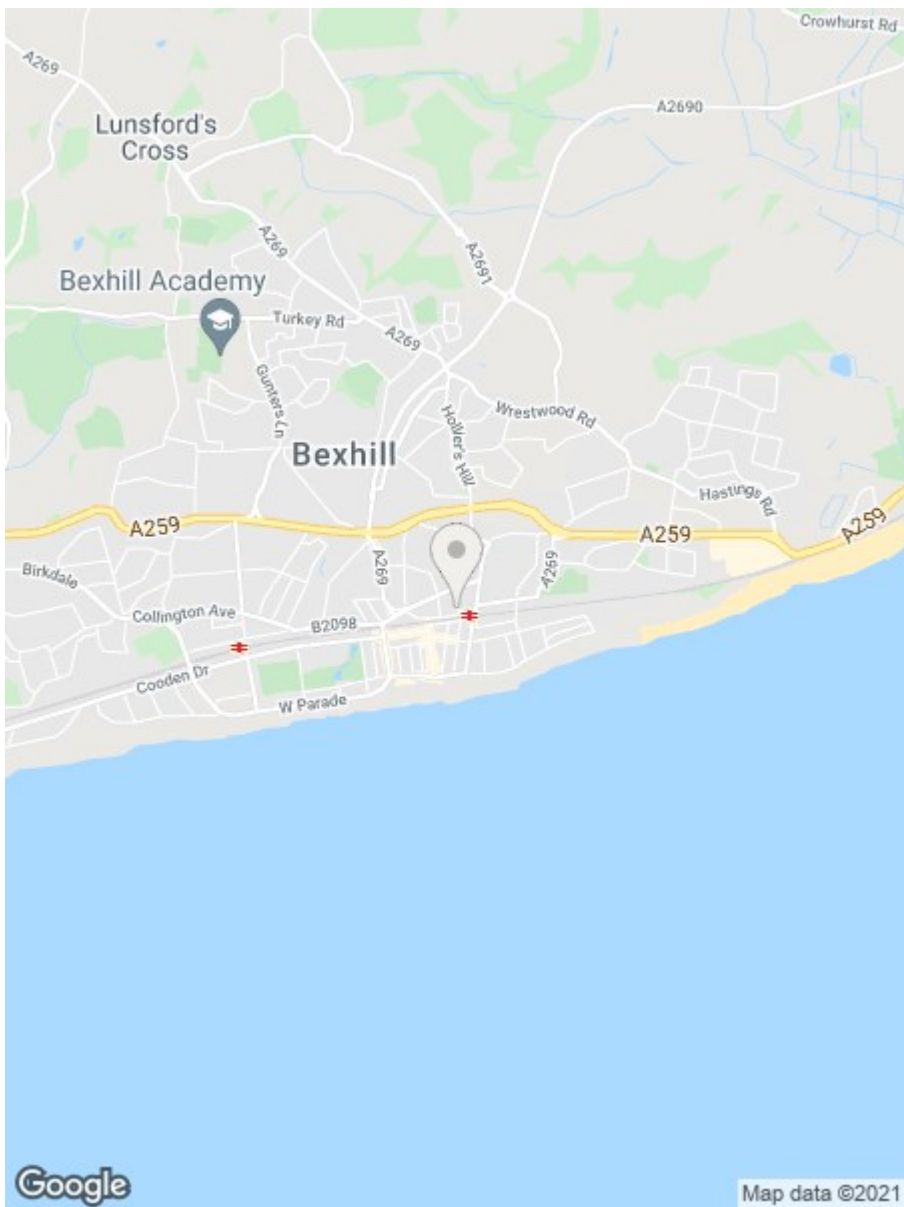 Crowhurst Rd
A269
A2690
Lunsford's
Cross
A269
A2691
Bexhill Academy
Turkey Rd
A269
Gunters Ln
Wrestwood Rd
Holliver's Hill
Bexhill
Hastings Rd
A259
A259
A259
Birkdale
A269
A269
Collington Ave
B2098
Cooden Dr
W Parade
Google
Map data ©2021